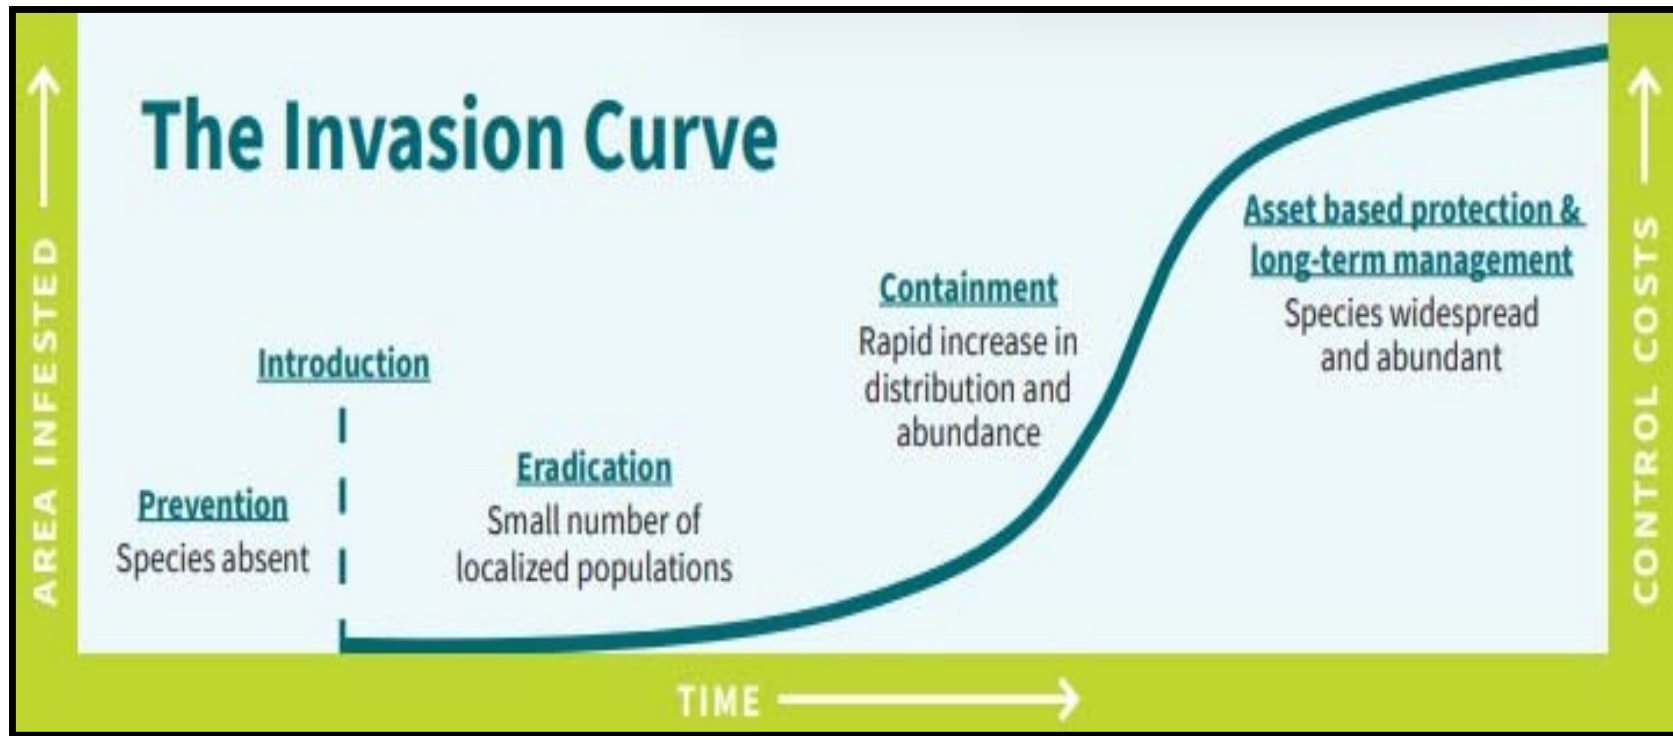 The Invasion Curve
AREA INFESTED
Prevention
Species absent
Introduction
Eradication
Small number of
localized populations
Containment
Rapid increase in
distribution and
abundance
Asset based protection &
long-term management
Species widespread
and abundant
CONTROL COSTS
TIME